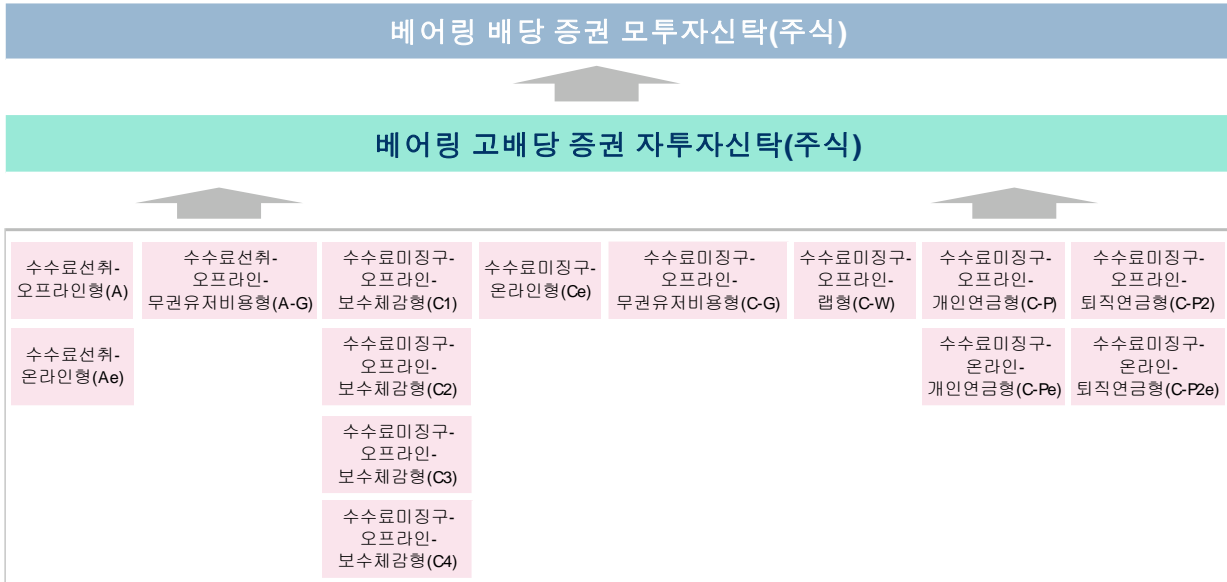 베어링 배당 증권 모투자신탁(주식)
베어링 고배당 증권 자투자신탁(주식)
수수료선취-
오프라인형(A)
수수료선취-
오프라인-
무권유저비용형(A-G)
수수료미징구-
오프라인-
보수체감형(C1)
수수료미징구-
온라인형(Ce)
수수료미징구-
오프라인-
무권유저비용형(C-G)
수수료미징구-
오프라인-
랩형(C-W)
수수료미징구-
오프라인-
개인연금형(C-P)
수수료미징구-
오프라인-
퇴직연금형(C-P2)
수수료선취-
온라인형(Ae)
수수료미징구-
오프라인-
보수체감형(C2)
수수료미징구-
온라인-
개인연금형(C-Pe)
수수료미징구-
온라인-
퇴직연금형(C-P2e)
수수료미징구-
오프라인-
보수체감형(C3)
수수료미징구-
오프라인-
보수체감형(C4)